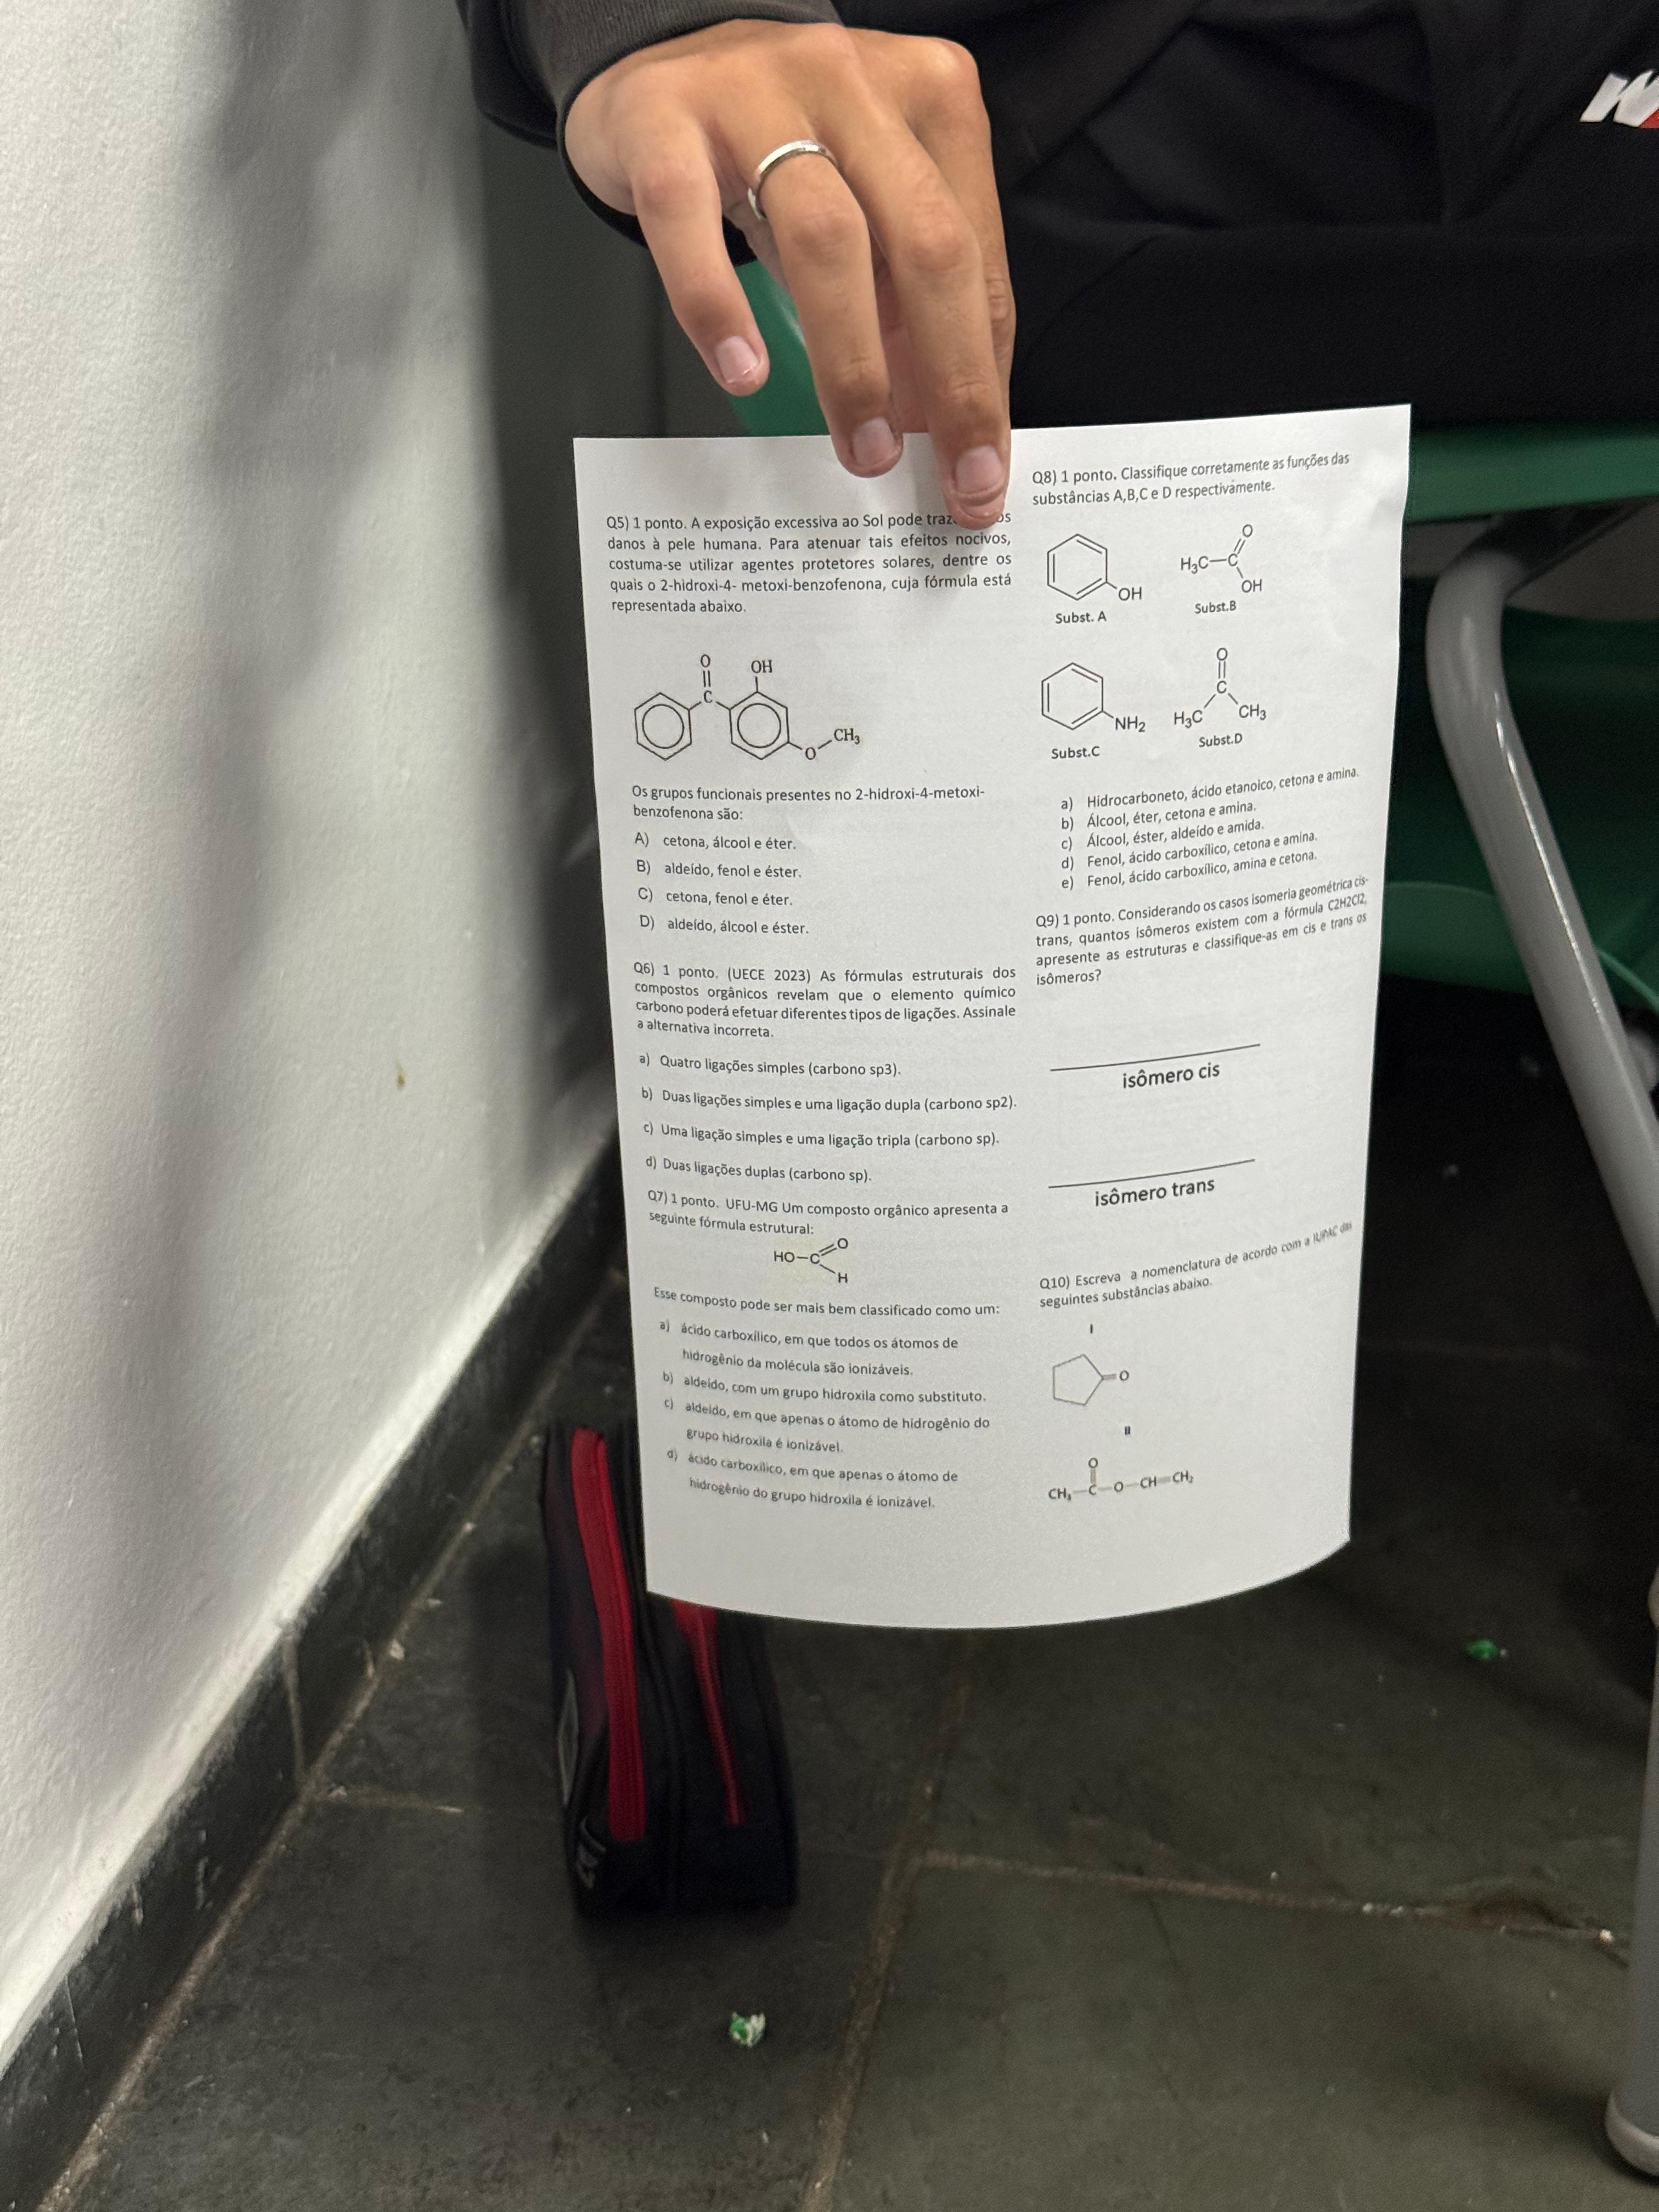 Q5) 1 ponto. A exposição excessiva ao Sol pode
danos à pele humana. Para atenuar tais efeitos nocivos,
costuma-se utilizar agentes protetores solares, dentre os
quais o 2-hidroxi-4- metoxi-benzofenona, cuja fórmula está
representada abaixo.
O
OH
C
O
CH3
Os grupos funcionais presentes no 2-hidroxi-4-metoxi-
benzofenona são:
A) cetona, álcool e éter.
B) aldeído, fenol e éster.
C) cetona, fenol e éter.
D) aldeído, álcool e éster.
Q6) 1 ponto. (UECE 2023) As fórmulas estruturais dos
compostos orgânicos revelam que o elemento químico
carbono poderá efetuar diferentes tipos de ligações. Assinale
a alternativa incorreta.
a) Quatro ligações simples (carbono sp3).
b) Duas ligações simples e uma ligação dupla (carbono sp2).
c) Uma ligação simples e uma ligação tripla (carbono sp).
d) Duas ligações duplas (carbono sp).
Q7) 1 ponto. UFU-MG Um composto orgânico apresenta a
seguinte fórmula estrutural:
O
HO-C
H
Esse composto pode ser mais bem classificado como um:
a) ácido carboxílico, em que todos os átomos de
hidrogênio da molécula são ionizáveis.
b) aldeído, com um grupo hidroxila como substituto.
c) aldeído, em que apenas o átomo de hidrogênio do
grupo hidroxila é ionizável.
d) ácido carboxílico, em que apenas o átomo de
hidrogênio do grupo hidroxila é ionizável.
Q8) 1 ponto. Classifique corretamente as funções das
substâncias A,B,C e D respectivamente.
OH
Subst. A
O
H3C-C
OH
Subst.B
NH2
Subst.C
O
C
H3C CH3
Subst.D
a) Hidrocarboneto, ácido etanoico, cetona e amina.
b) Álcool, éter, cetona e amina.
c) Álcool, éster, aldeído e amida.
d) Fenol, ácido carboxílico, cetona e amina.
e) Fenol, ácido carboxílico, amina e cetona.
Q9) 1 ponto. Considerando os casos isomeria geométrica cis-
trans, quantos isômeros existem com a fórmula C2H2Cl2,
apresente as estruturas e classifique-as em cis e trans os
isômeros?
isômero cis
isômero trans
Q10) Escreva a nomenclatura de acordo com a IUPAC das
seguintes substâncias abaixo.
I
=O
II
O
CH3-C-O-CH=CH2